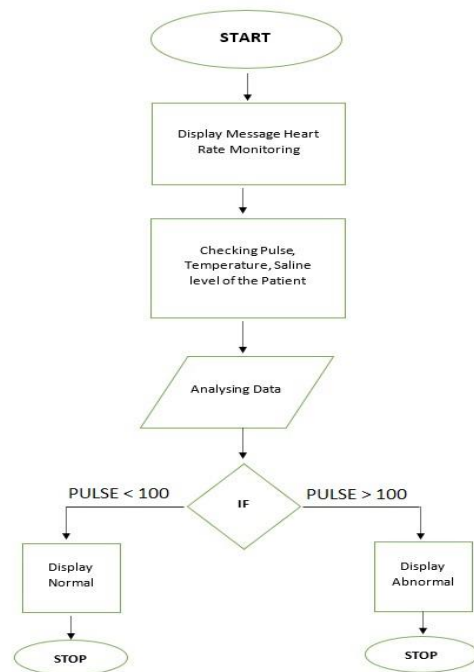 START
Display Message Heart
Rate Monitoring
Checking Pulse,
Temperature, Saline
level of the Patient
Analysing Data
IF
PULSE < 100
PULSE > 100
Display
Normal
Display
Abnormal
STOP
STOP